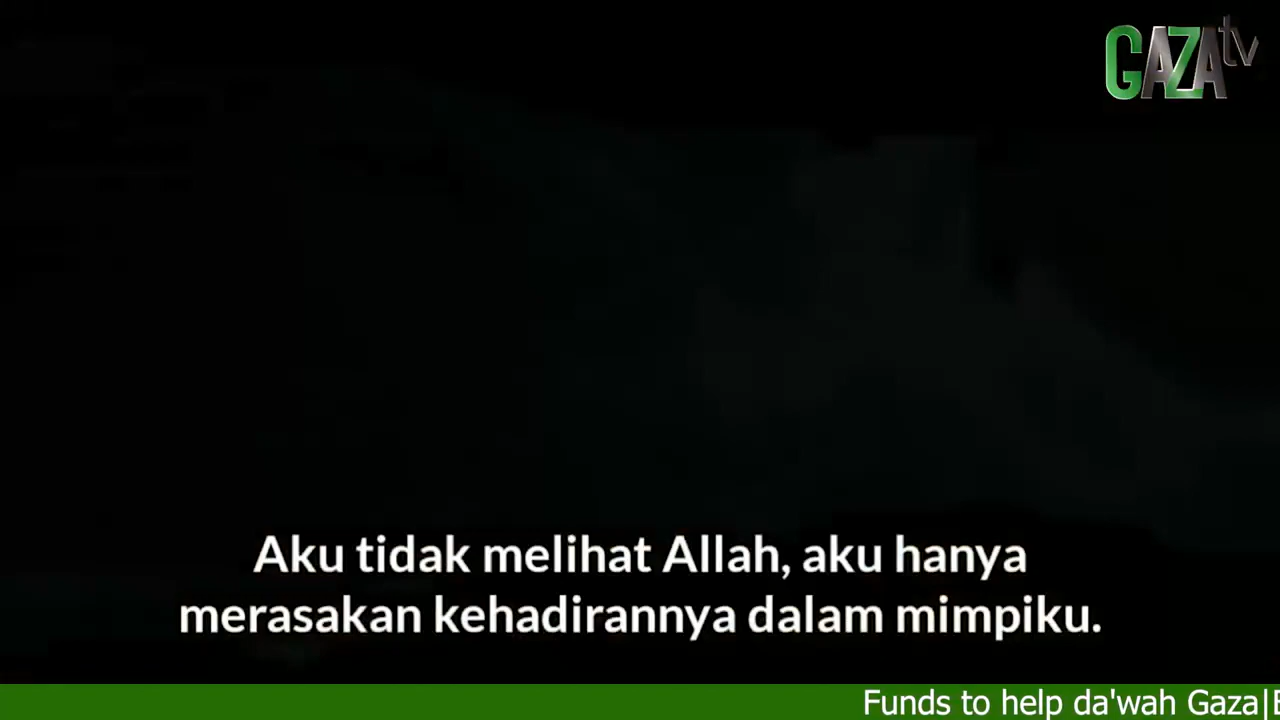 GAZA tv
Aku tidak melihat Allah, aku hanya
merasakan kehadirannya dalam mimpiku.
Funds to help da'wah Gaza|